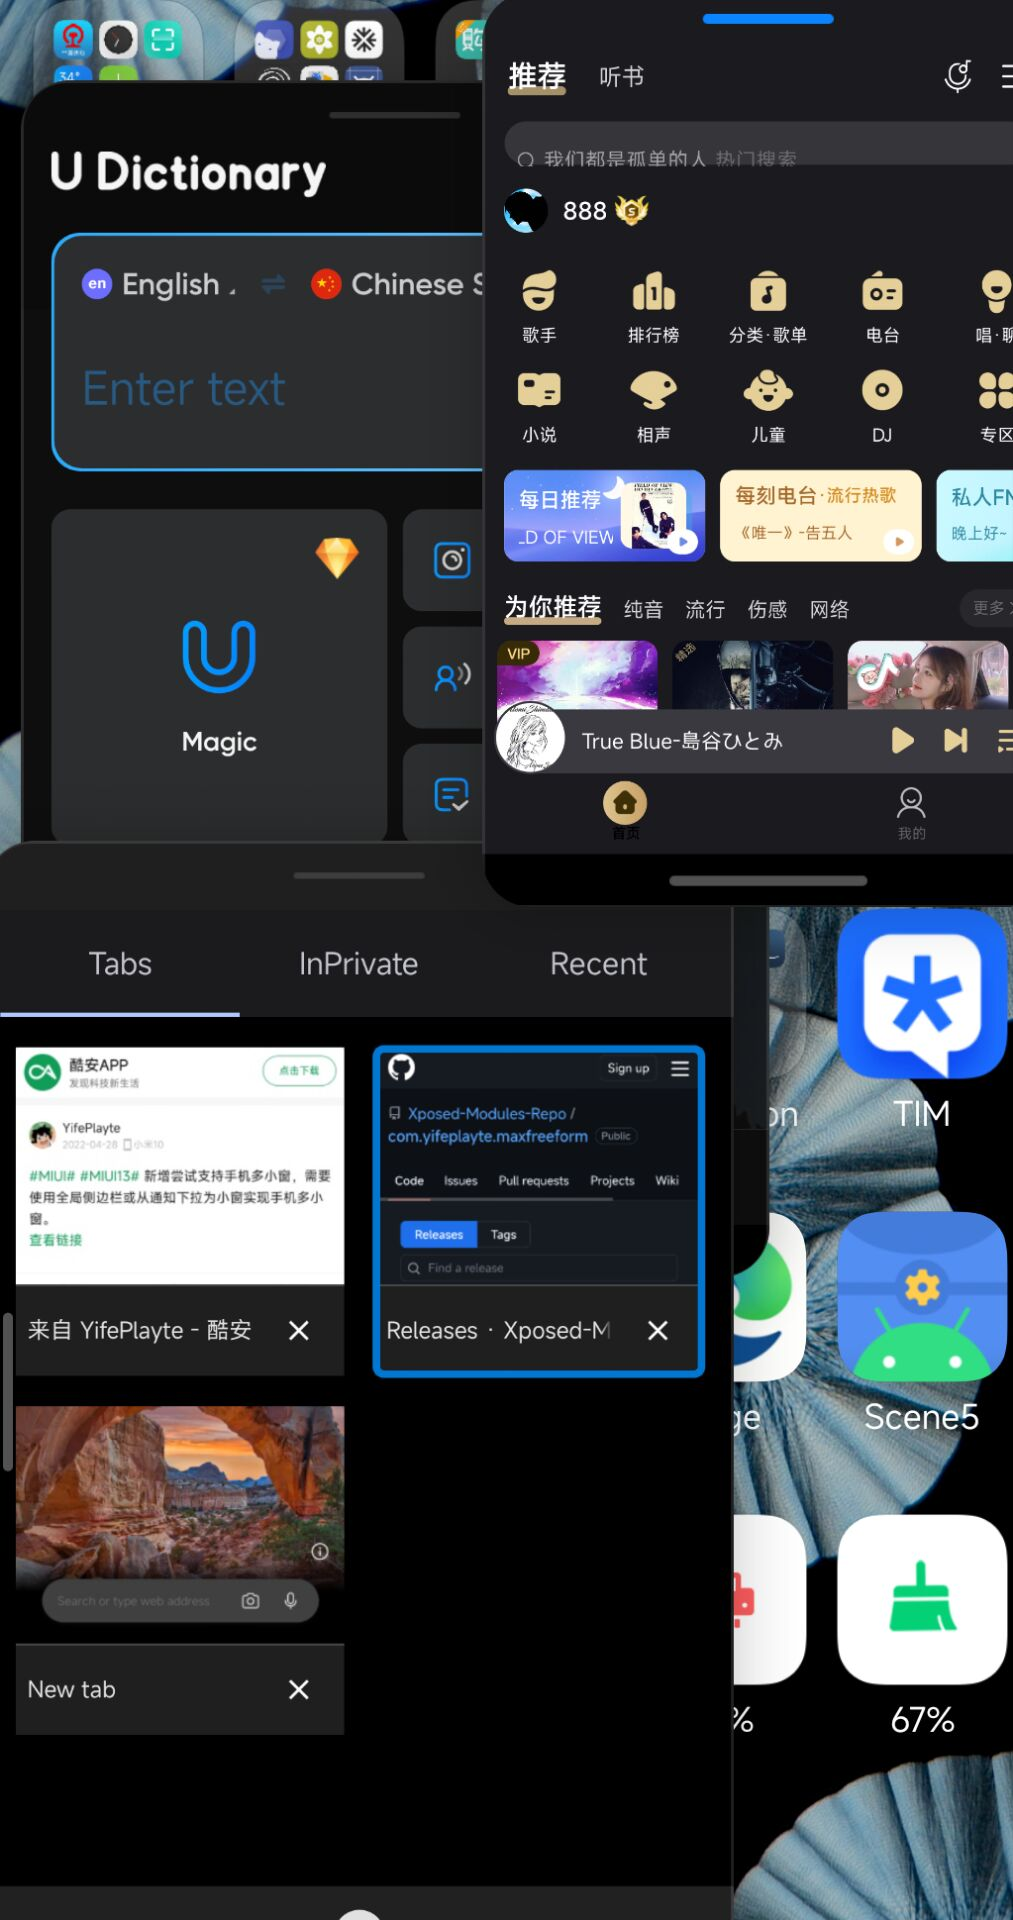 34°
购
U Dictionary
en English
Chinese S
Enter text
Magic
推荐 听书
我们都是孤单的人 热门搜索
888
歌手 排行榜 分类·歌单 电台 唱·聊
小说 相声 儿童 DJ 专区
每日推荐
_D OF VIEW
每刻电台·流行热歌
《唯一》-告五人
私人FM
晚上好~
为你推荐 纯音 流行 伤感 网络 更多
VIP
精选
True Blue-島谷ひとみ
首页 我的
Tabs InPrivate Recent
酷安APP
发现科技新生活
点击下载
YifePlayte
2022-04-28 小米10
#MIUI# #MIUI13# 新增尝试支持手机多小窗，需要
使用全局侧边栏或从通知下拉为小窗实现手机多小
窗。
查看链接
来自 YifePlayte - 酷安
Sign up
Xposed-Modules-Repo /
com.yifeplayte.maxfreeform Public
Code Issues Pull requests Projects Wiki
Releases Tags
Find a release
Releases · Xposed-M
Search or type web address
New tab
on
TIM
ge
Scene5
%
67%